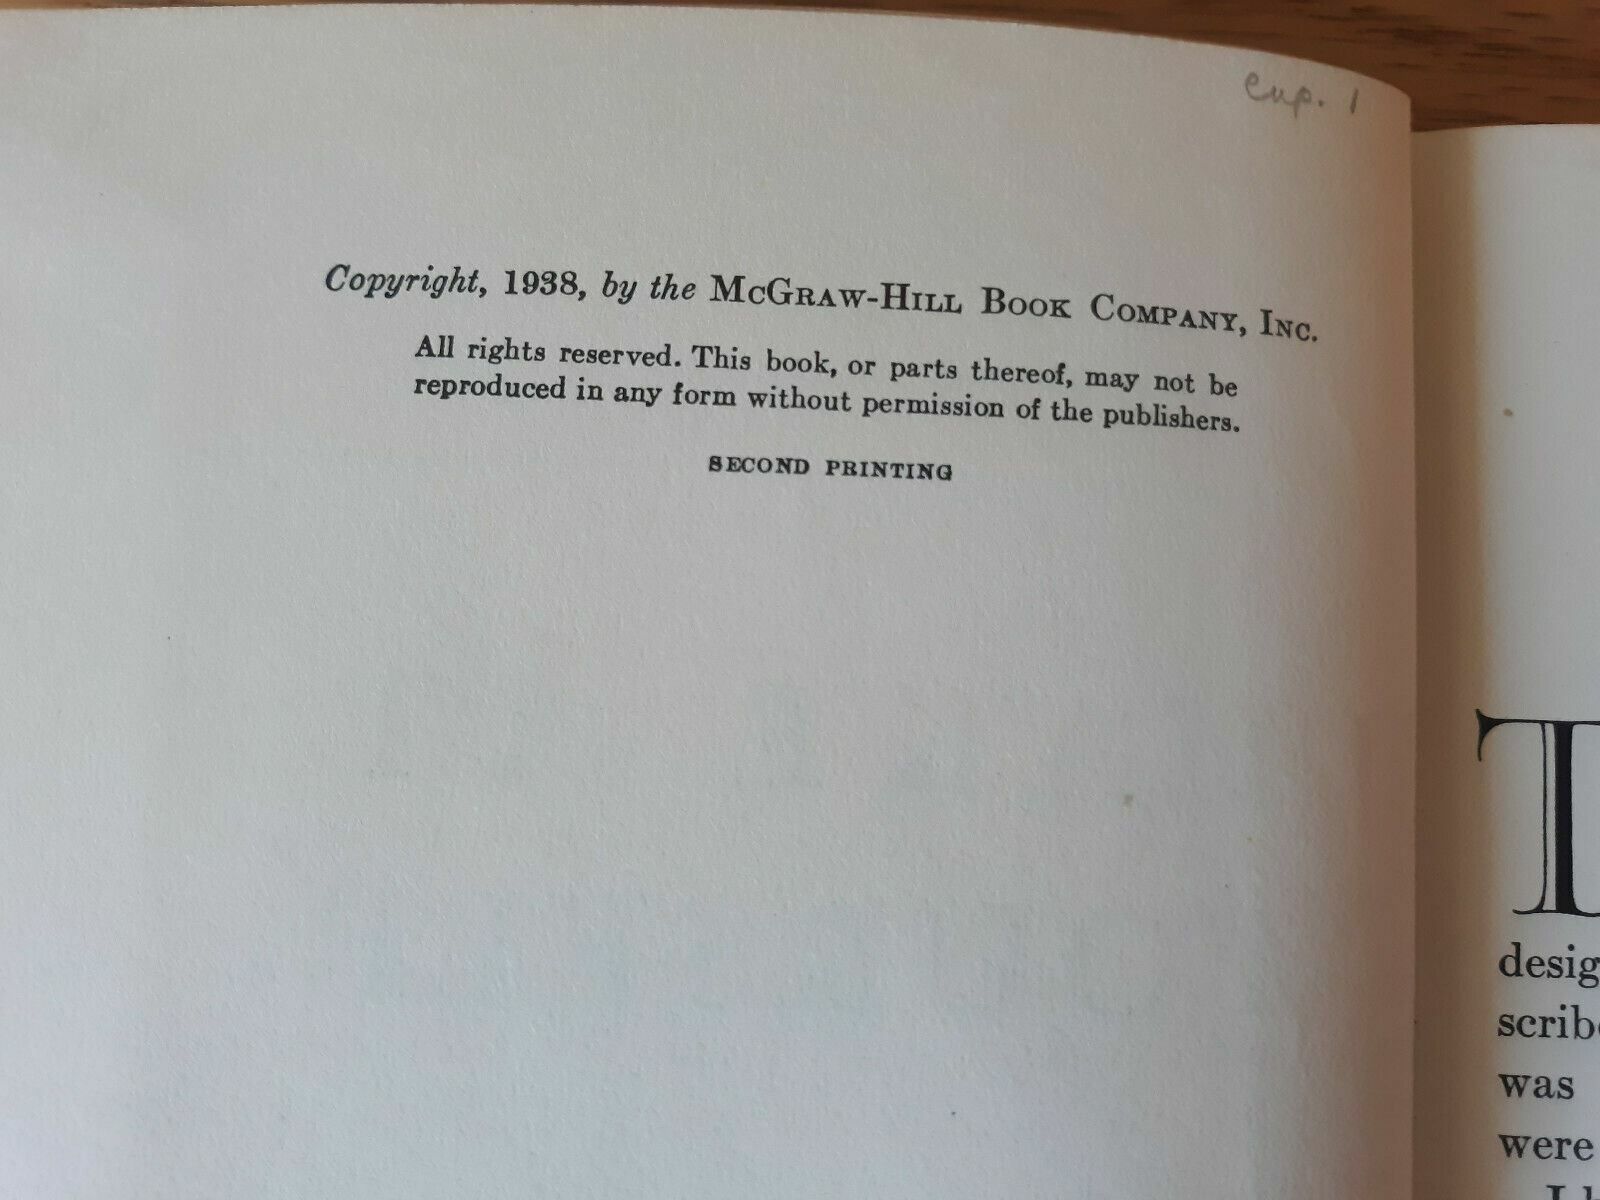 Cup. 1
Copyright, 1938, by the McGraw-Hill Book Company, Inc.
All rights reserved. This book, or parts thereof, may not be
reproduced in any form without permission of the publishers.
SECOND PRINTING
T
desig
scribe
was
were